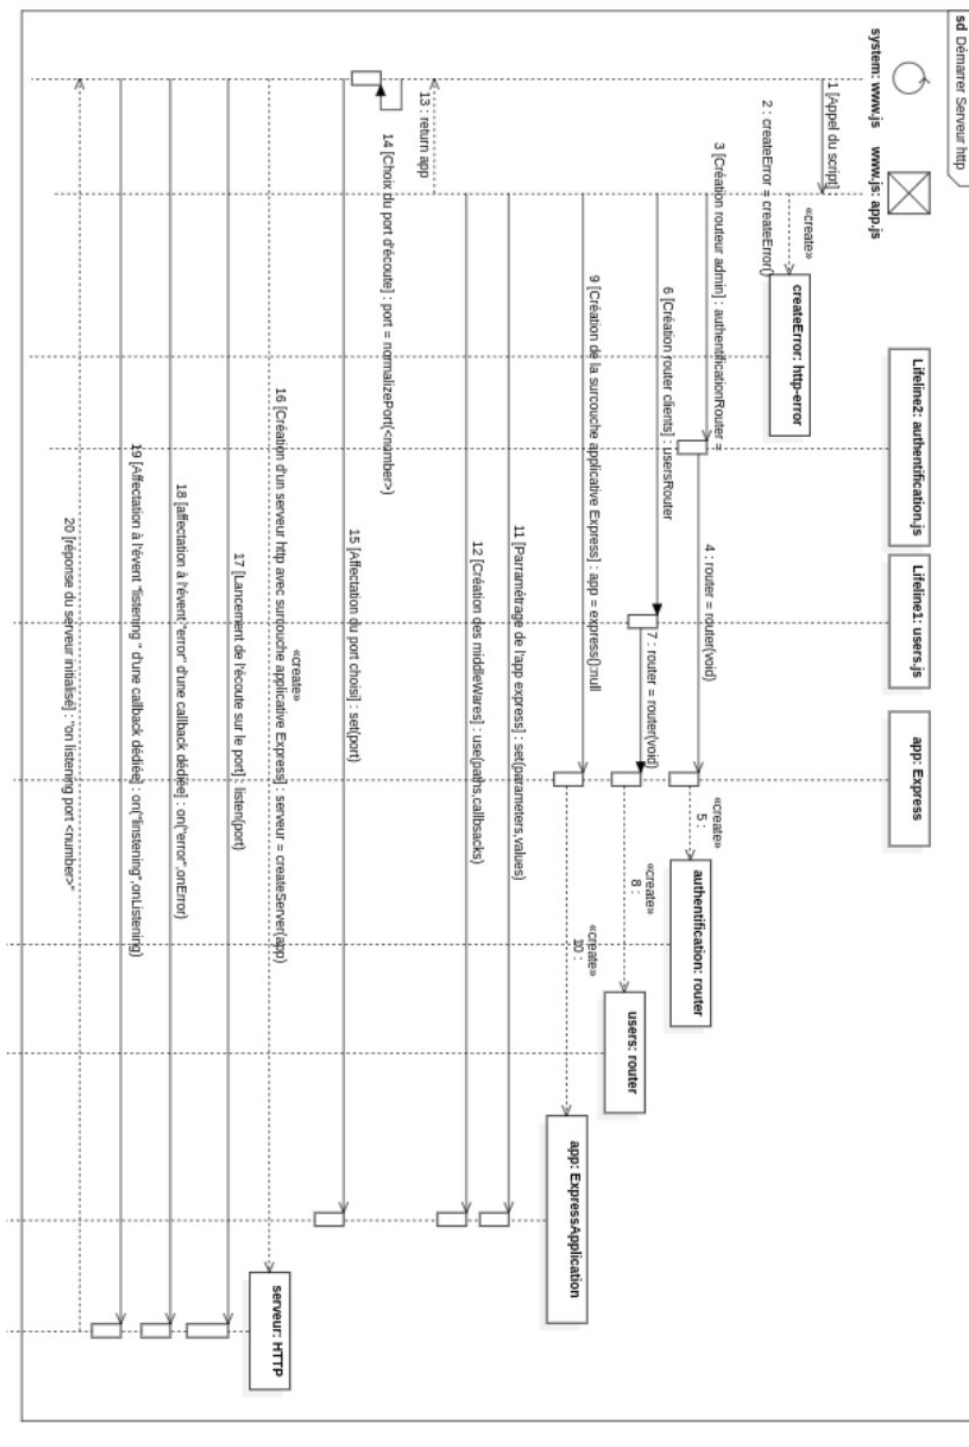 sd Démarrer Serveur http
system: www.js
www.js: app.js
Lifeline2: authentification.js
Lifeline1: users.js
app: Express
1 [Appel du script]
«create»
2 : createError = createError()
createError: http-error
3 [Création routeur admin] : authentificationRouter =
4 : router = router(void)
«create»
5 :
authentification: router
6 [Création router clients] : usersRouter
7 : router = router(void)
«create»
8 :
users: router
9 [Création de la surcouche applicative Express] : app = express():null
«create»
10 :
app: ExpressApplication
11 [Parramétrage de l'app express] : set(parameters,values)
12 [Création des middleWares] : use(paths,callbsacks)
13 : return app
14 [Choix du port d'écoute] : port = normalizePort(<number>)
15 [Affectation du port choisi] : set(port)
«create»
16 [Création d'un serveur http avec surcouche applicative Express] : serveur = createServer(app)
serveur: HTTP
17 [Lancement de l'écoute sur le port] : listen(port)
18 [affectation à l'évent "error" d'une callback dédiée] : on("error",onError)
19 [Affectation à l'évent "listening " d'une callback dédiée] : on("linstening",onListening)
20 [réponse du serveur initialisé] : "on listening port <number>"